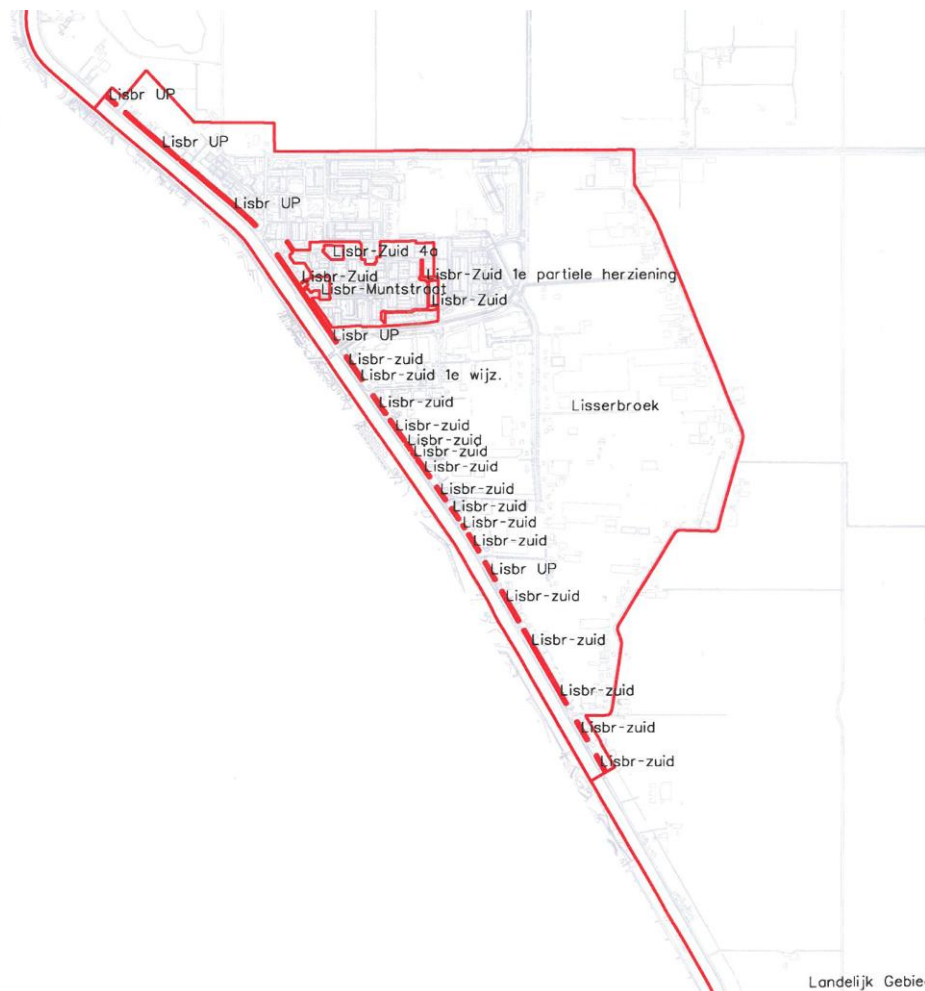 Lisbr UP
Lisbr UP
Lisbr UP
Lisbr-Zuid 4a
Lisbr-Zuid 1e partiele herziening
Lisbr-Zuid
Lisbr-Muntstraat
Lisbr-Zuid
Lisbr UP
Lisbr-zuid
Lisbr-zuid 1e wijz.
Lisbr-zuid
Lisserbroek
Lisbr-zuid
Lisbr-zuid
Lisbr-zuid
Lisbr-zuid
Lisbr-zuid
Lisbr-zuid
Lisbr-zuid
Lisbr-zuid
Lisbr UP
Lisbr-zuid
Lisbr-zuid
Lisbr-zuid
Lisbr-zuid
Lisbr-zuid
Landelijk Gebie